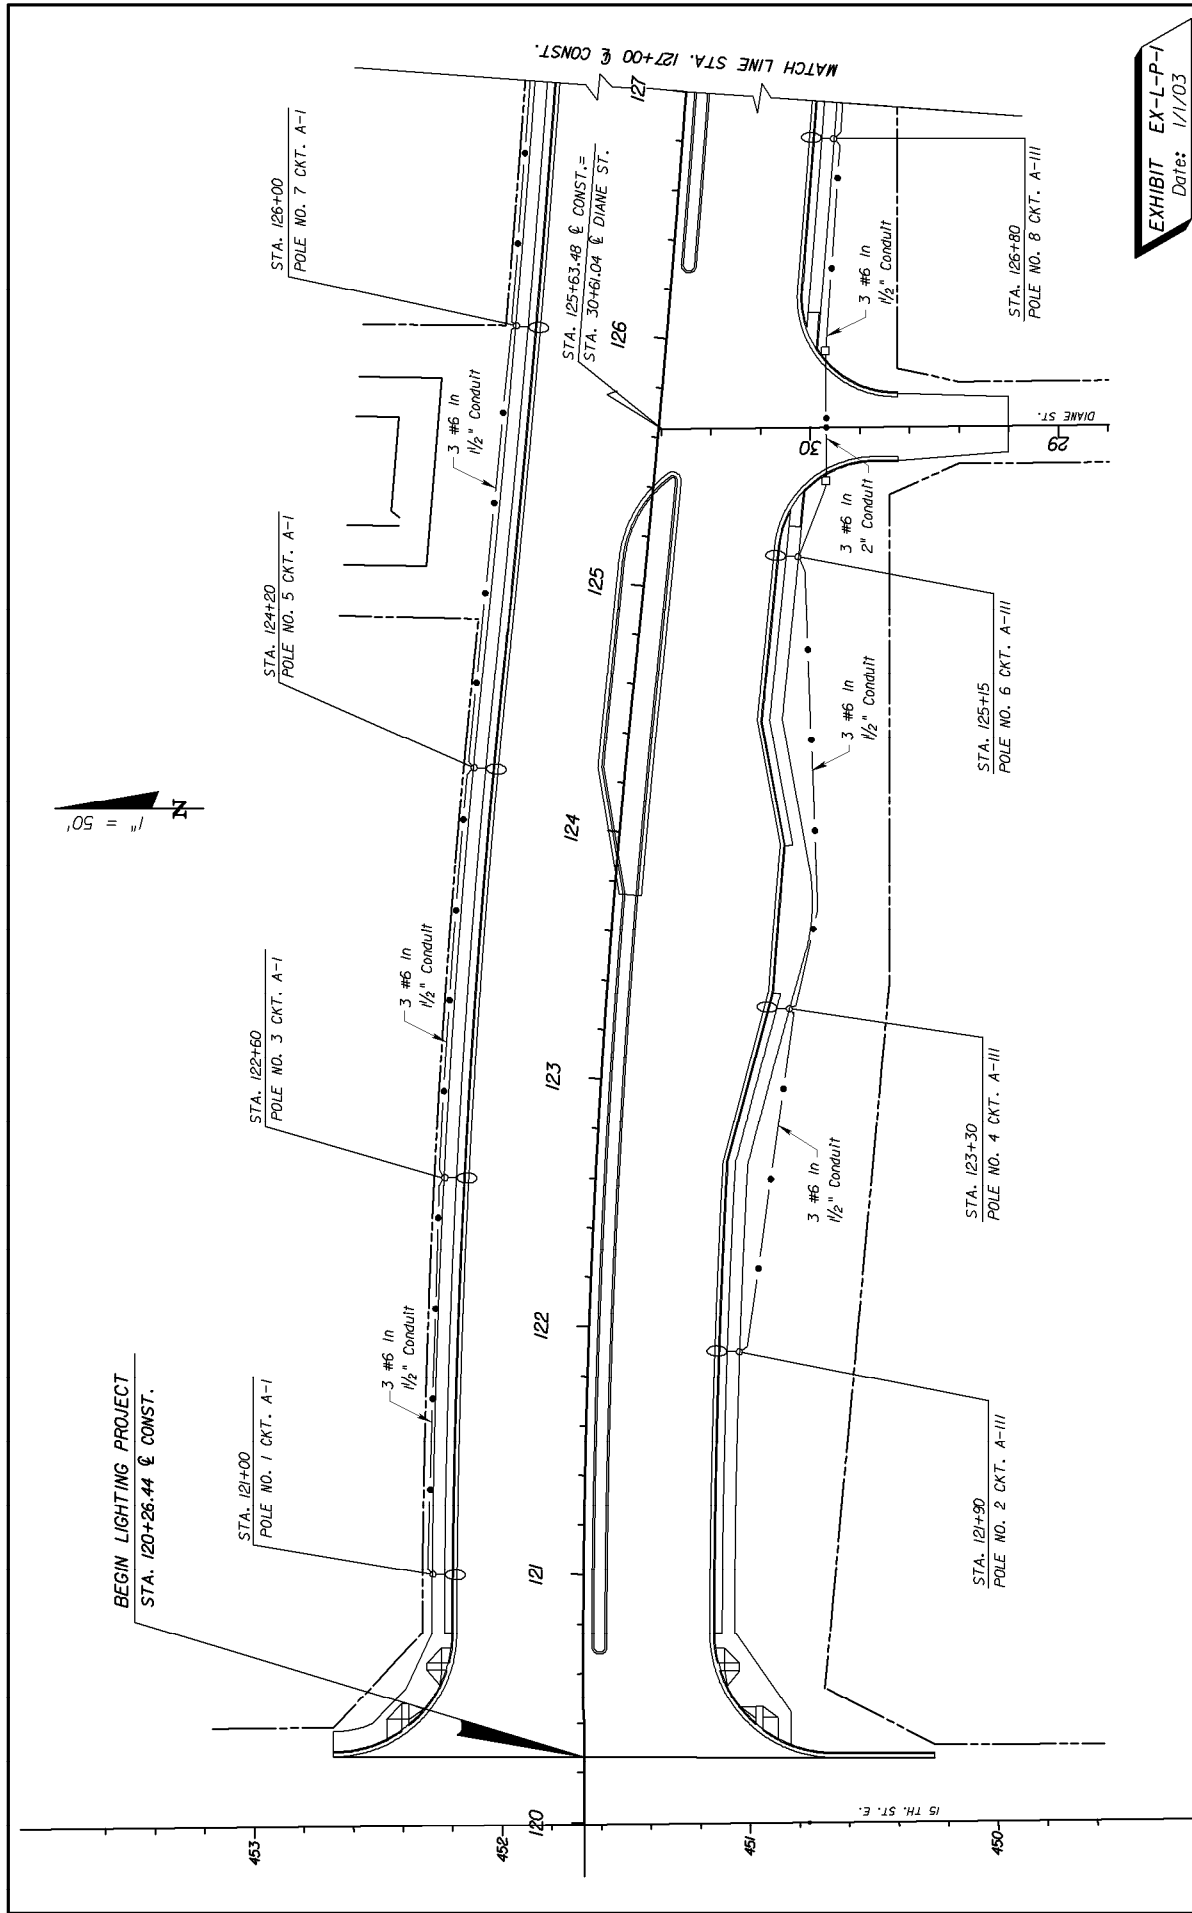 BEGIN LIGHTING PROJECT
STA. 120+26.44 ℄ CONST.
STA. 121+00
POLE NO. 1 CKT. A-I
STA. 122+60
POLE NO. 3 CKT. A-I
STA. 124+20
POLE NO. 5 CKT. A-I
STA. 126+00
POLE NO. 7 CKT. A-I
1" = 50'
N
3 #6 In
1½" Conduit
3 #6 In
1½" Conduit
3 #6 In
1½" Conduit
STA. 125+63.48 ℄ CONST.=
STA. 30+61.04 ℄ DIANE ST.
MATCH LINE STA. 127+00 ℄ CONST.
120
121
122
123
124
125
126
127
453
452
451
450
15 TH. ST. E.
30
29
DIANE ST.
3 #6 In
1½" Conduit
3 #6 In
1½" Conduit
3 #6 In
2" Conduit
3 #6 In
1½" Conduit
STA. 121+90
POLE NO. 2 CKT. A-III
STA. 123+30
POLE NO. 4 CKT. A-III
STA. 125+15
POLE NO. 6 CKT. A-III
STA. 126+80
POLE NO. 8 CKT. A-III
EXHIBIT EX-L-P-1
Date: 1/1/03